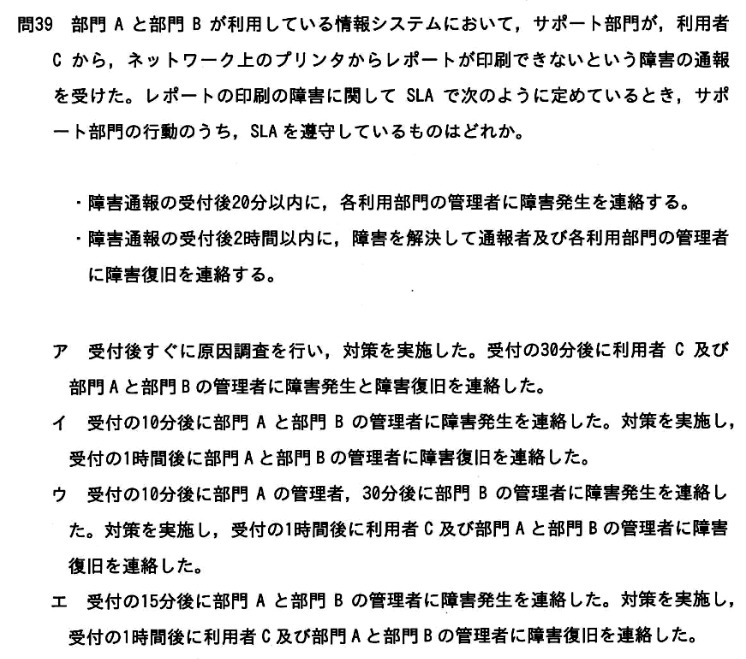 問39 部門 A と部門 B が利用している情報システムにおいて，サポート部門が，利用者
C から，ネットワーク上のプリンタからレポートが印刷できないという障害の通報
を受けた。レポートの印刷の障害に関して SLA で次のように定めているとき，サポ
ート部門の行動のうち，SLA を遵守しているものはどれか。
・障害通報の受付後20分以内に，各利用部門の管理者に障害発生を連絡する。
・障害通報の受付後2時間以内に，障害を解決して通報者及び各利用部門の管理者
に障害復旧を連絡する。
ア 受付後すぐに原因調査を行い，対策を実施した。受付の30分後に利用者 C 及び
部門 A と部門 B の管理者に障害発生と障害復旧を連絡した。
イ 受付の10分後に部門 A と部門 B の管理者に障害発生を連絡した。対策を実施し，
受付の1時間後に部門 A と部門 B の管理者に障害復旧を連絡した。
ウ 受付の10分後に部門 A の管理者，30分後に部門 B の管理者に障害発生を連絡し
た。対策を実施し，受付の1時間後に利用者 C 及び部門 A と部門 B の管理者に障害
復旧を連絡した。
エ 受付の15分後に部門 A と部門 B の管理者に障害発生を連絡した。対策を実施し，
受付の1時間後に利用者 C 及び部門 A と部門 B の管理者に障害復旧を連絡した。